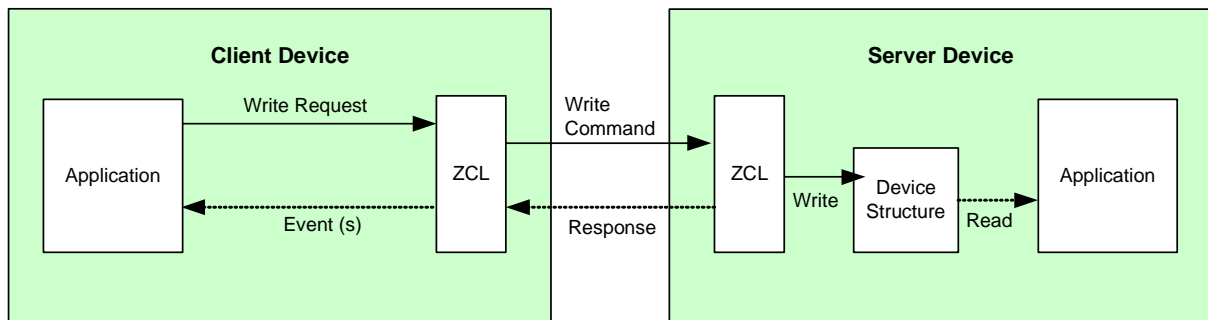 Client Device
Server Device
Application
Write Request
Event (s)
ZCL
Write
Command
Response
ZCL
Write
Device
Structure
Read
Application